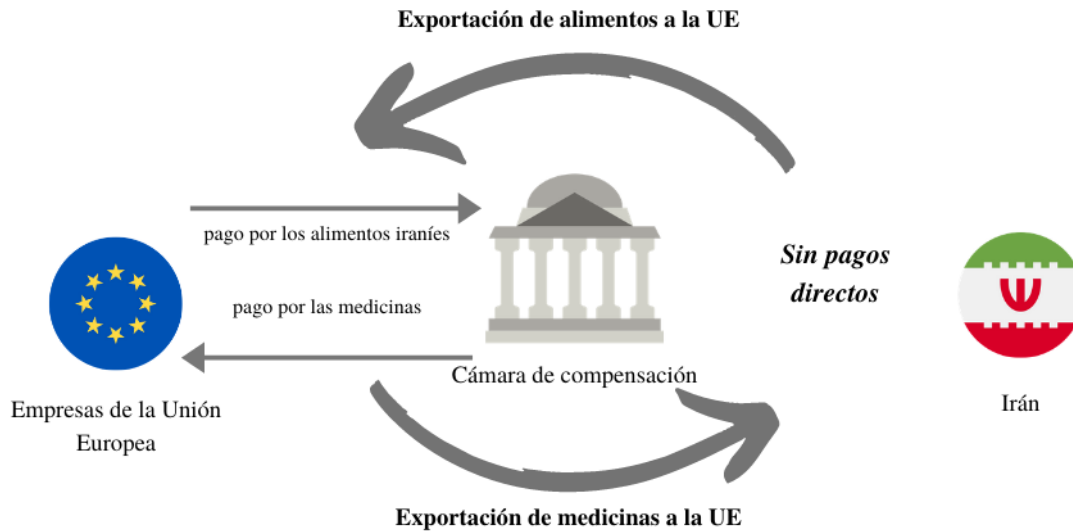 Exportación de alimentos a la UE
pago por los alimentos iraníes
Sin pagos
directos
pago por las medicinas
Cámara de compensación
Empresas de la Unión
Europea
Irán
Exportación de medicinas a la UE